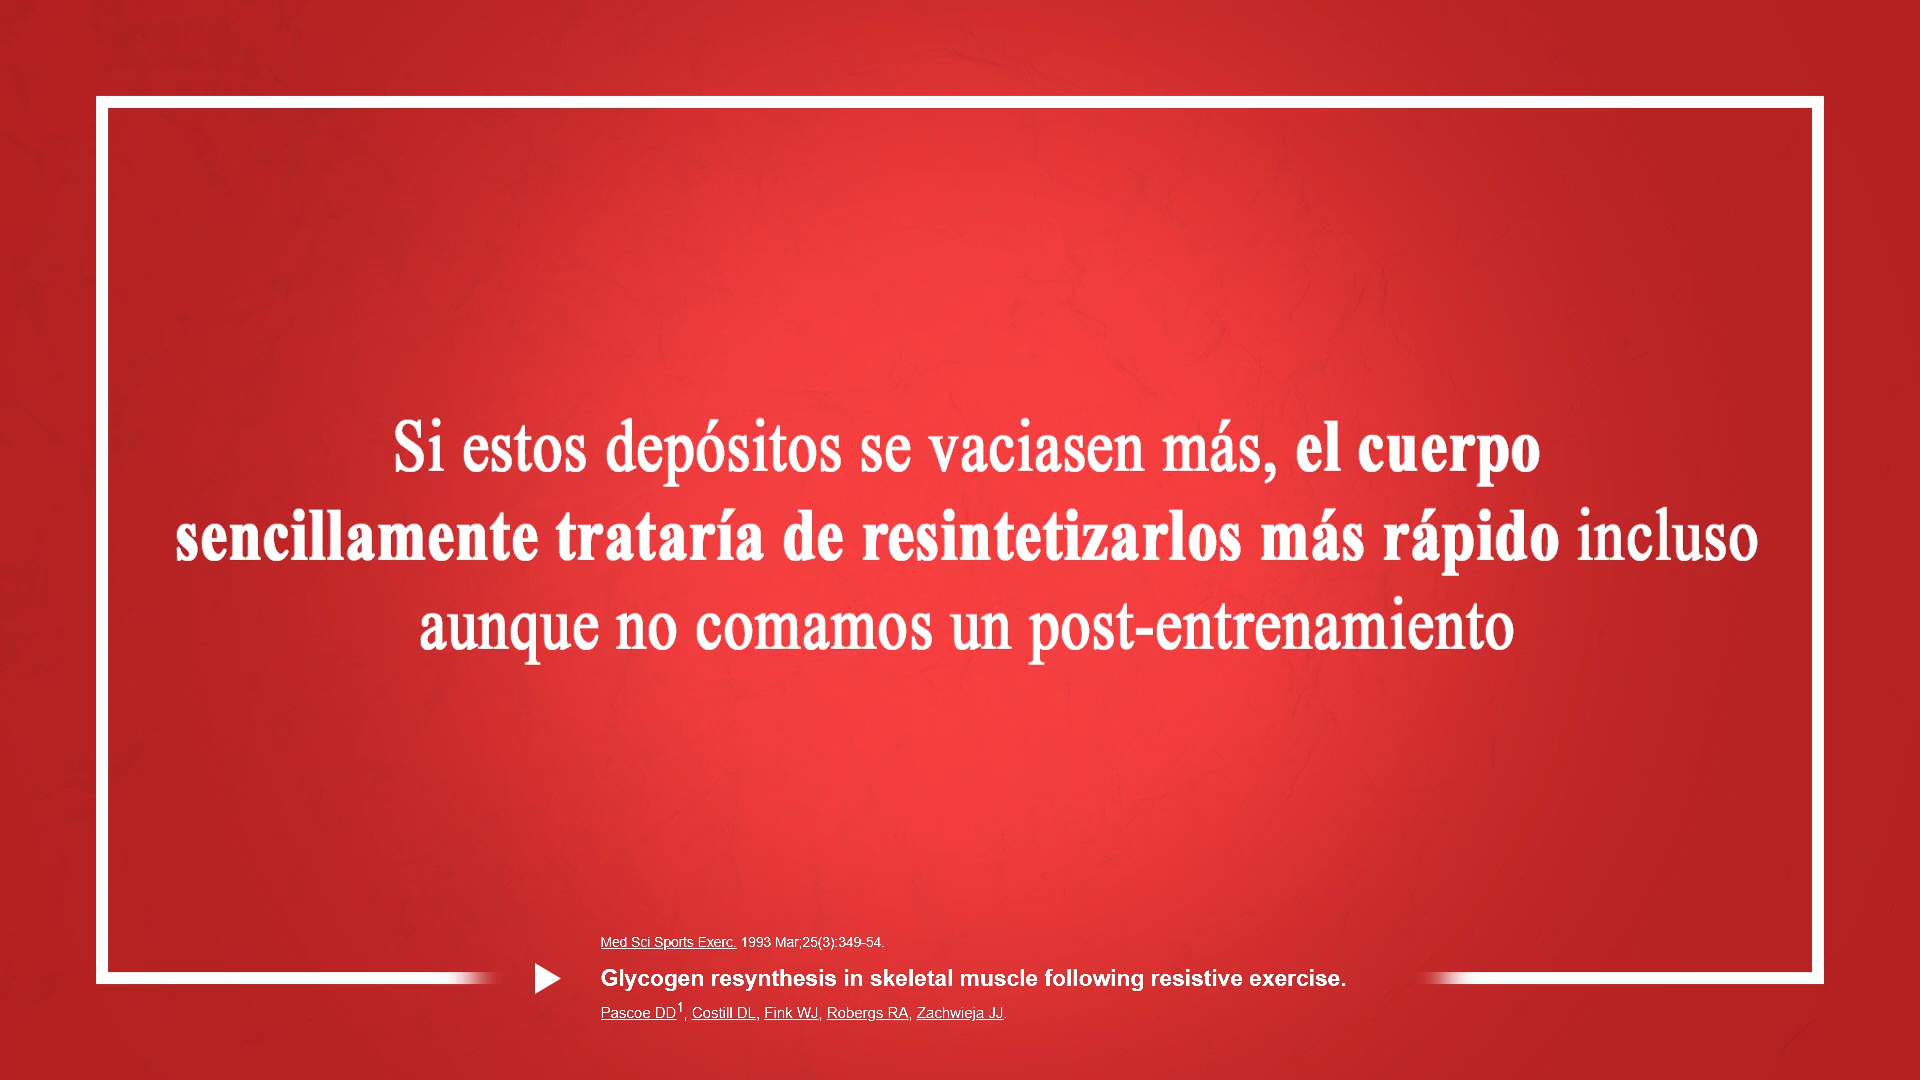 Si estos depósitos se vaciasen más, el cuerpo
sencillamente trataría de resintetizarlos más rápido incluso
aunque no comamos un post-entrenamiento
Med Sci Sports Exerc. 1993 Mar;25(3):349-54.
Glycogen resynthesis in skeletal muscle following resistive exercise.
Pascoe DD1, Costill DL, Fink WJ, Robergs RA, Zachwieja JJ.